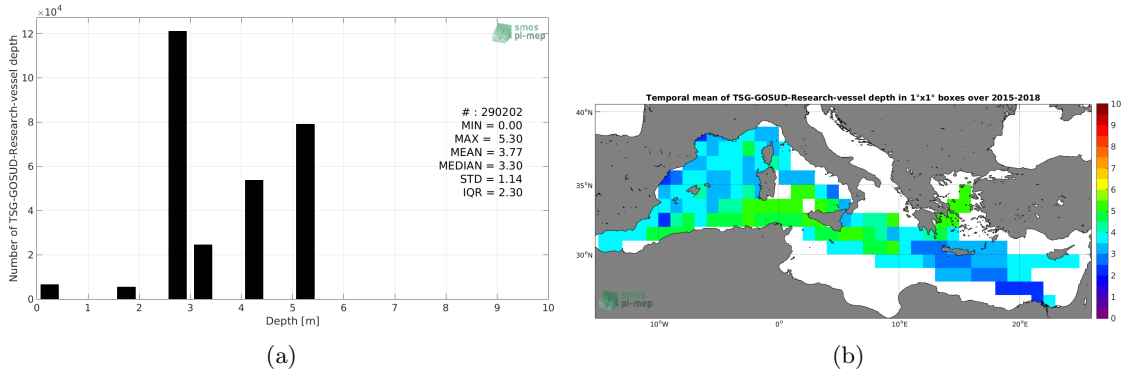 ×10⁴
12
10
8
6
4
2
0
Number of TSG-GOSUD-Research-vessel depth
0 1 2 3 4 5 6 7 8 9 10
Depth [m]
smos
pi-mep
# : 290202
MIN = 0.00
MAX = 5.30
MEAN = 3.77
MEDIAN = 3.30
STD = 1.14
IQR = 2.30
(a)
Temporal mean of TSG-GOSUD-Research-vessel depth in 1°x1° boxes over 2015-2018
40°N
35°N
30°N
10°W 0° 10°E 20°E
smos
pi-mep
10
9
8
7
6
5
4
3
2
1
0
(b)